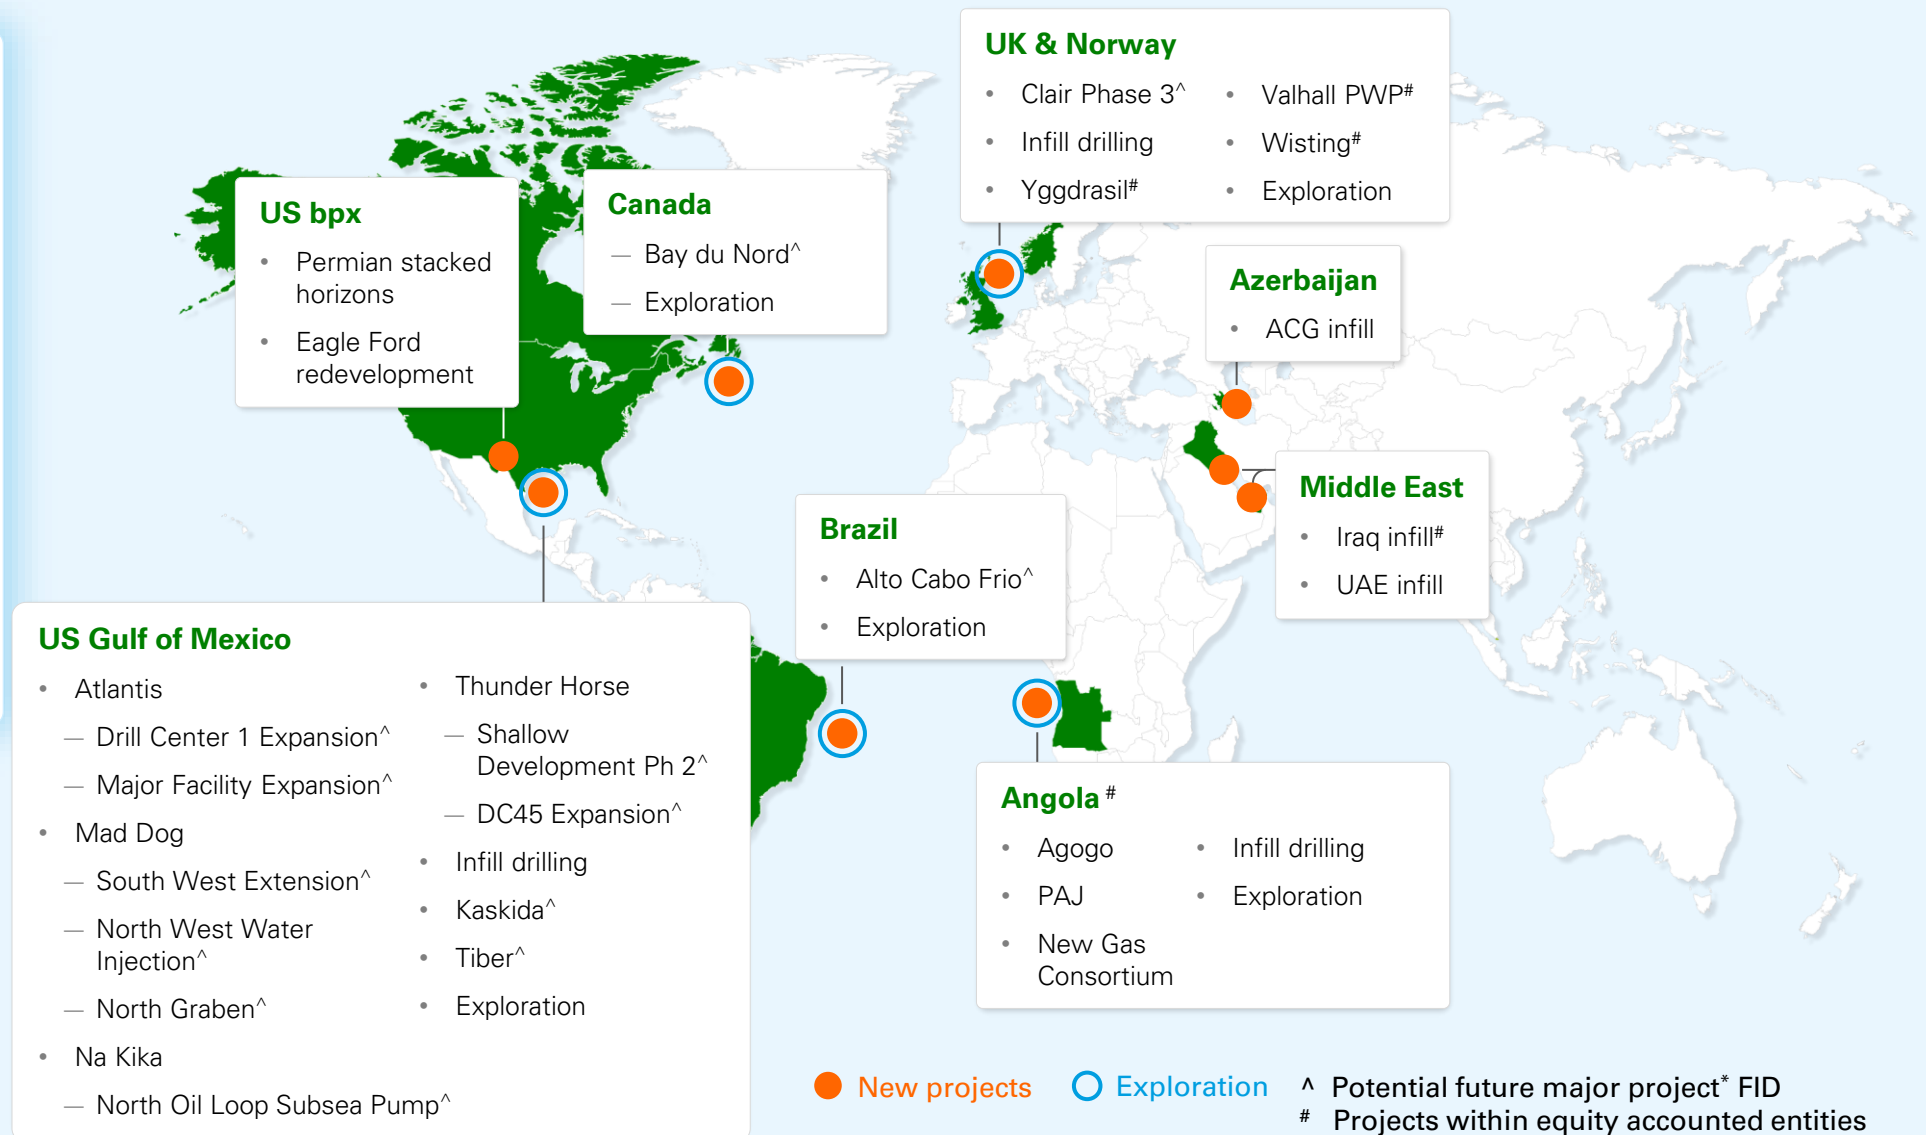 UK & Norway
• Clair Phase 3^
• Infill drilling
• Yggdrasil#
• Valhall PWP#
• Wisting#
• Exploration
US bpx
• Permian stacked
horizons
• Eagle Ford
redevelopment
Canada
— Bay du Nord^
— Exploration
Azerbaijan
• ACG infill
Middle East
• Iraq infill#
• UAE infill
Brazil
• Alto Cabo Frio^
• Exploration
US Gulf of Mexico
• Atlantis
— Drill Center 1 Expansion^
— Major Facility Expansion^
• Mad Dog
— South West Extension^
— North West Water
Injection^
— North Graben^
• Na Kika
— North Oil Loop Subsea Pump^
• Thunder Horse
— Shallow
Development Ph 2^
— DC45 Expansion^
• Infill drilling
• Kaskida^
• Tiber^
• Exploration
Angola #
• Agogo
• PAJ
• New Gas
Consortium
• Infill drilling
• Exploration
New projects
Exploration
^ Potential future major project* FID
# Projects within equity accounted entities